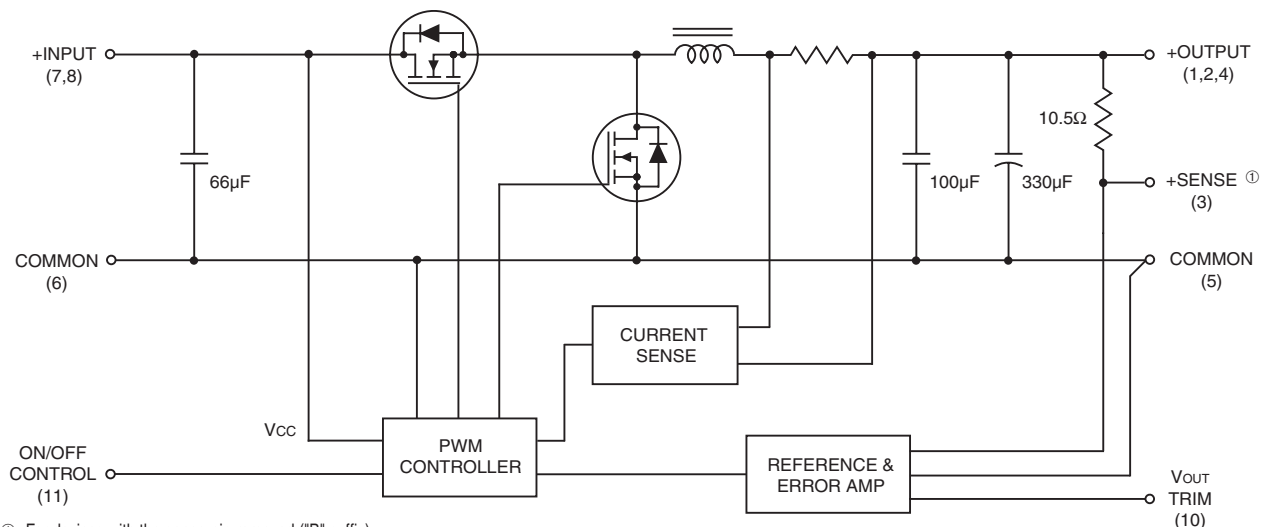 +INPUT
(7,8)
+OUTPUT
(1,2,4)
10.5Ω
66µF
100µF
330µF
+SENSE ①
(3)
COMMON
(6)
COMMON
(5)
CURRENT
SENSE
VCC
ON/OFF
CONTROL
(11)
PWM
CONTROLLER
REFERENCE &
ERROR AMP
VOUT
TRIM
(10)